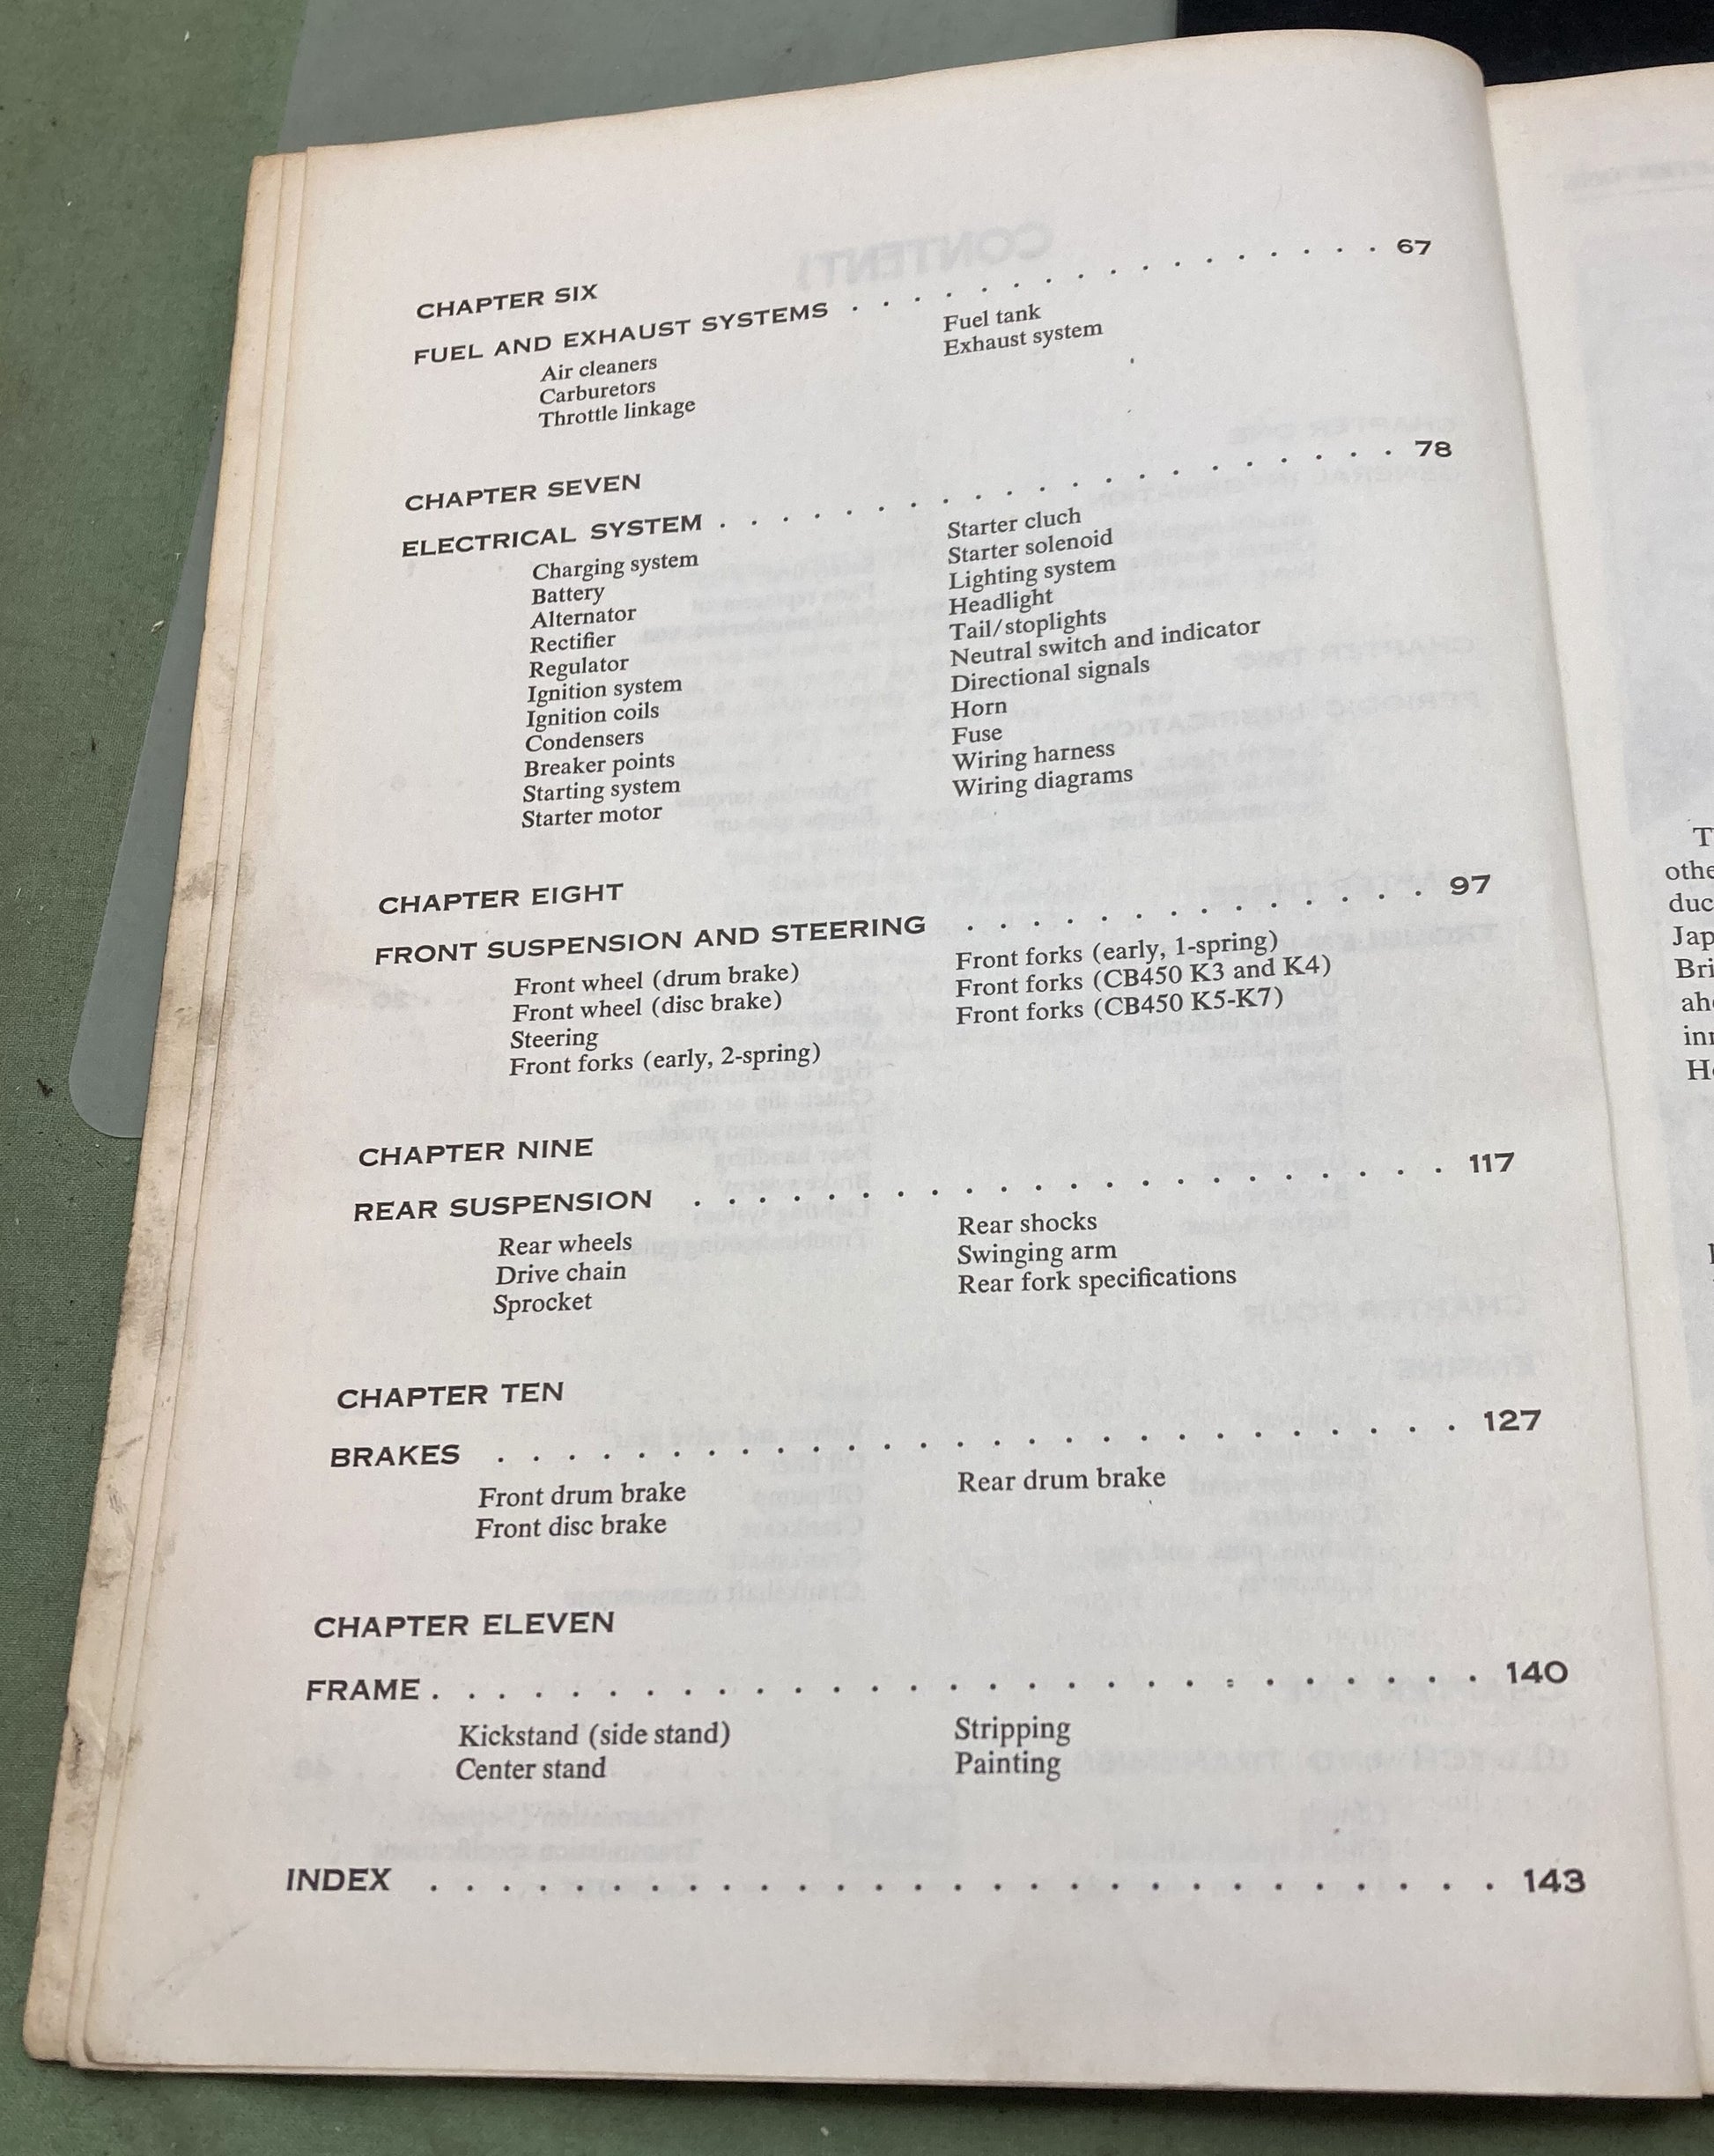 CHAPTER SIX
FUEL AND EXHAUST SYSTEMS . . . . . . . . . . . . . . . . . 67
Air cleaners
Carburetors
Throttle linkage
Fuel tank
Exhaust system
CHAPTER SEVEN
ELECTRICAL SYSTEM . . . . . . . . . . . . . . . . . . . . . 78
Charging system
Battery
Alternator
Rectifier
Regulator
Ignition system
Ignition coils
Condensers
Breaker points
Starting system
Starter motor
Starter cluch
Starter solenoid
Lighting system
Headlight
Tail/stoplights
Neutral switch and indicator
Directional signals
Horn
Fuse
Wiring harness
Wiring diagrams
CHAPTER EIGHT
FRONT SUSPENSION AND STEERING . . . . . . . . . . . . . . 97
Front wheel (drum brake)
Front wheel (disc brake)
Steering
Front forks (early, 2-spring)
Front forks (early, 1-spring)
Front forks (CB450 K3 and K4)
Front forks (CB450 K5-K7)
CHAPTER NINE
REAR SUSPENSION . . . . . . . . . . . . . . . . . . . . . 117
Rear wheels
Drive chain
Sprocket
Rear shocks
Swinging arm
Rear fork specifications
CHAPTER TEN
BRAKES . . . . . . . . . . . . . . . . . . . . . . . . . . 127
Front drum brake
Front disc brake
Rear drum brake
CHAPTER ELEVEN
FRAME . . . . . . . . . . . . . . . . . . . . . . . . . . . 140
Kickstand (side stand)
Center stand
Stripping
Painting
INDEX . . . . . . . . . . . . . . . . . . . . . . . . . . . 143